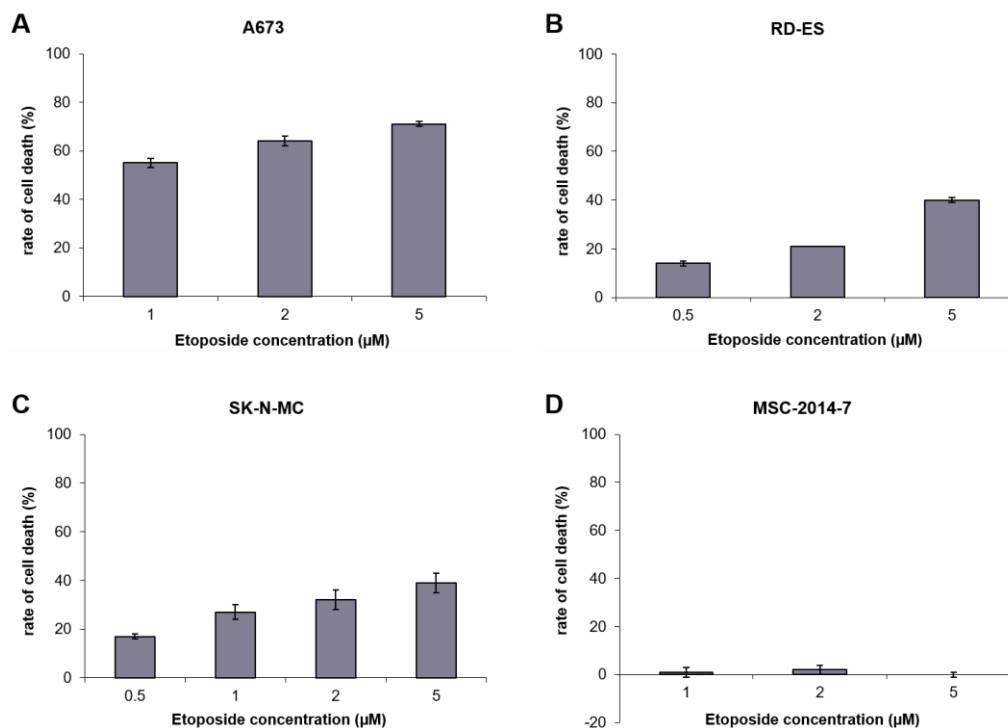 A
A673
rate of cell death (%)
100
80
60
40
20
0
1 2 5
Etoposide concentration (µM)
B
RD-ES
rate of cell death (%)
100
80
60
40
20
0
0.5 2 5
Etoposide concentration (µM)
C
SK-N-MC
rate of cell death (%)
100
80
60
40
20
0
0.5 1 2 5
Etoposide concentration (µM)
D
MSC-2014-7
rate of cell death (%)
100
80
60
40
20
0
-20
1 2 5
Etoposide concentration (µM)